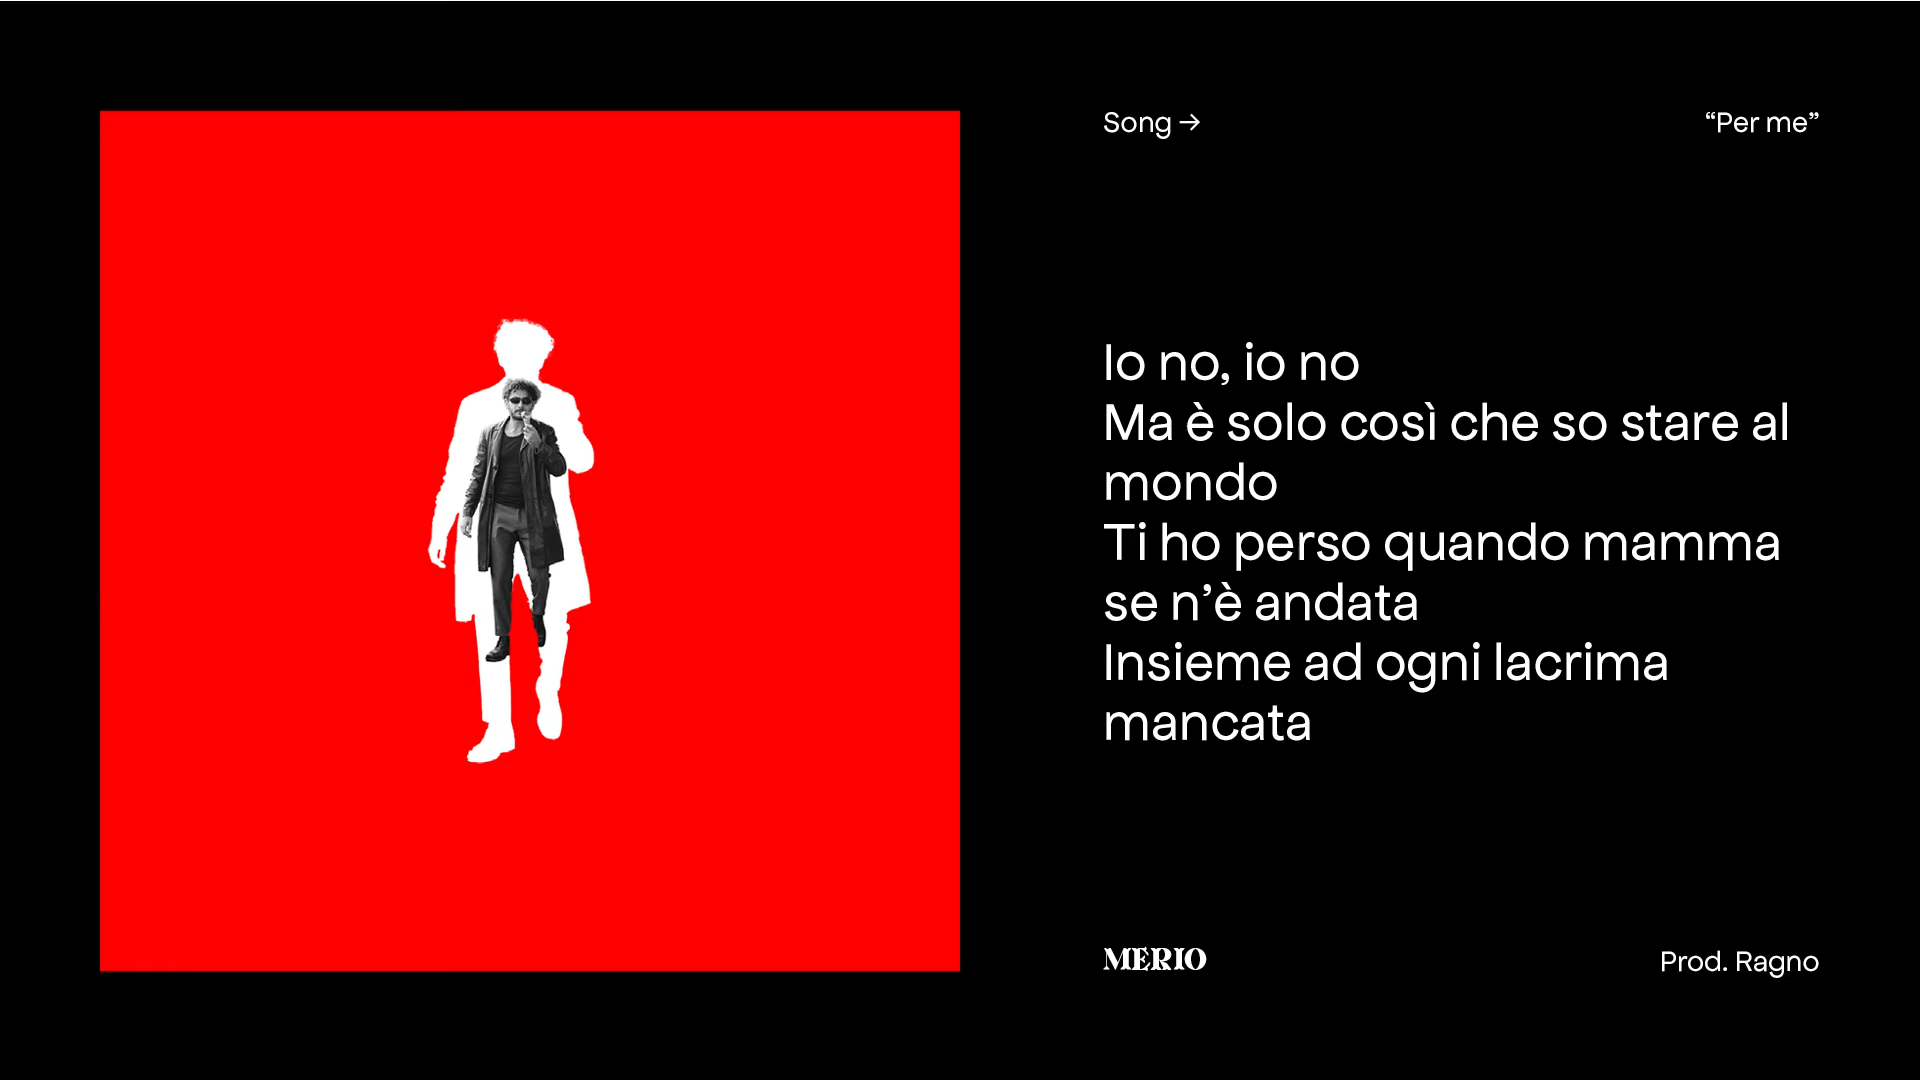 Song →
“Per me”
Io no, io no
Ma è solo così che so stare al
mondo
Ti ho perso quando mamma
se n’è andata
Insieme ad ogni lacrima
mancata
MERIO
Prod. Ragno